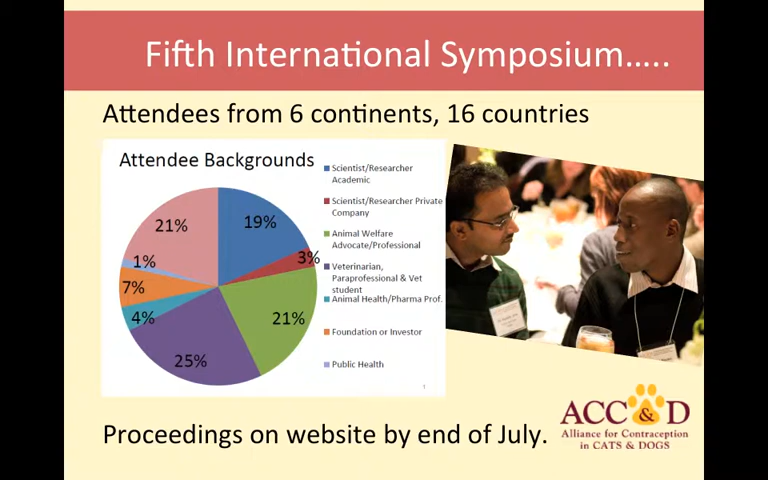 Fifth International Symposium.....
Attendees from 6 continents, 16 countries
Attendee Backgrounds
19%
3%
21%
25%
4%
7%
1%
21%
Scientist/Researcher
Academic
Scientist/Researcher Private
Company
Animal Welfare
Advocate/Professional
Veterinarian,
Paraprofessional & Vet
student
Animal Health/Pharma Prof.
Foundation or Investor
Public Health
1
Proceedings on website by end of July.
ACC&D
Alliance for Contraception
in CATS & DOGS